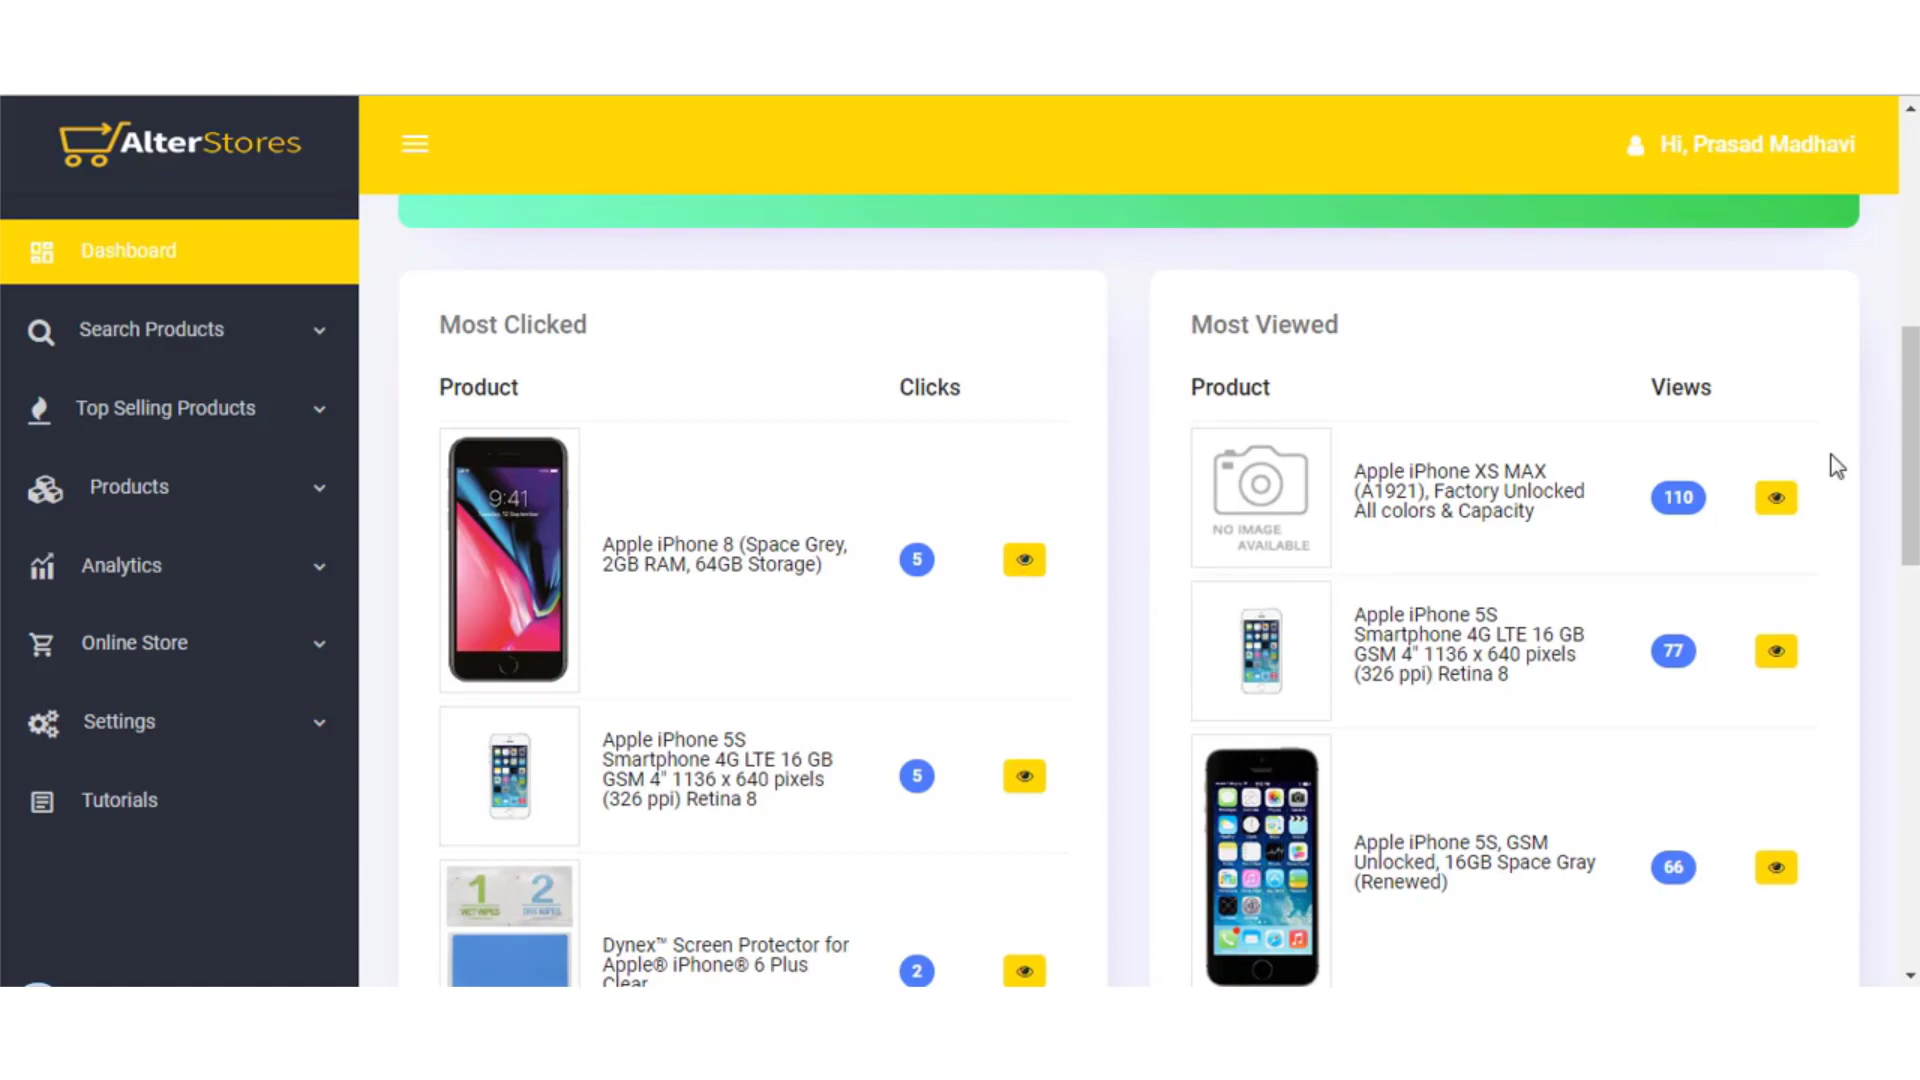 AlterStores
Hi, Prasad Madhavi
Dashboard
Search Products
Top Selling Products
Products
Analytics
Online Store
Settings
Tutorials
Most Clicked
Product
Clicks
9:41
Apple iPhone 8 (Space Grey,
2GB RAM, 64GB Storage)
5
Apple iPhone 5S
Smartphone 4G LTE 16 GB
GSM 4" 1136 x 640 pixels
(326 ppi) Retina 8
5
1
2
Dynex™ Screen Protector for
Apple® iPhone® 6 Plus
Clear
2
Most Viewed
Product
Views
NO IMAGE
AVAILABLE
Apple iPhone XS MAX
(A1921), Factory Unlocked
All colors & Capacity
110
Apple iPhone 5S
Smartphone 4G LTE 16 GB
GSM 4" 1136 x 640 pixels
(326 ppi) Retina 8
77
Apple iPhone 5S, GSM
Unlocked, 16GB Space Gray
(Renewed)
66